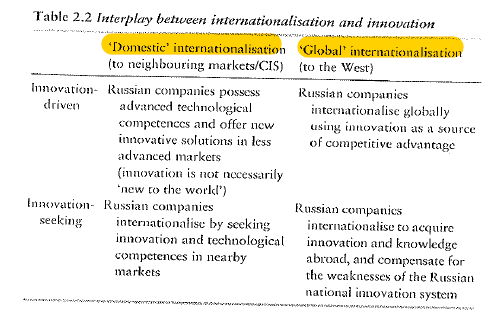 Table 2.2 Interplay between internationalisation and innovation
'Domestic' internationalisation
(to neighbouring markets/CIS)
'Global' internationalisation
(to the West)
Innovation-
driven
Russian companies possess
advanced technological
competences and offer new
innovative solutions in less
advanced markets
(innovation is not necessarily
'new to the world')
Russian companies
internationalise globally
using innovation as a source
of competitive advantage
Innovation-
seeking
Russian companies
internationalise by seeking
innovation and technological
competences in nearby
markets
Russian companies
internationalise to acquire
innovation and knowledge
abroad, and compensate for
the weaknesses of the Russian
national innovation system